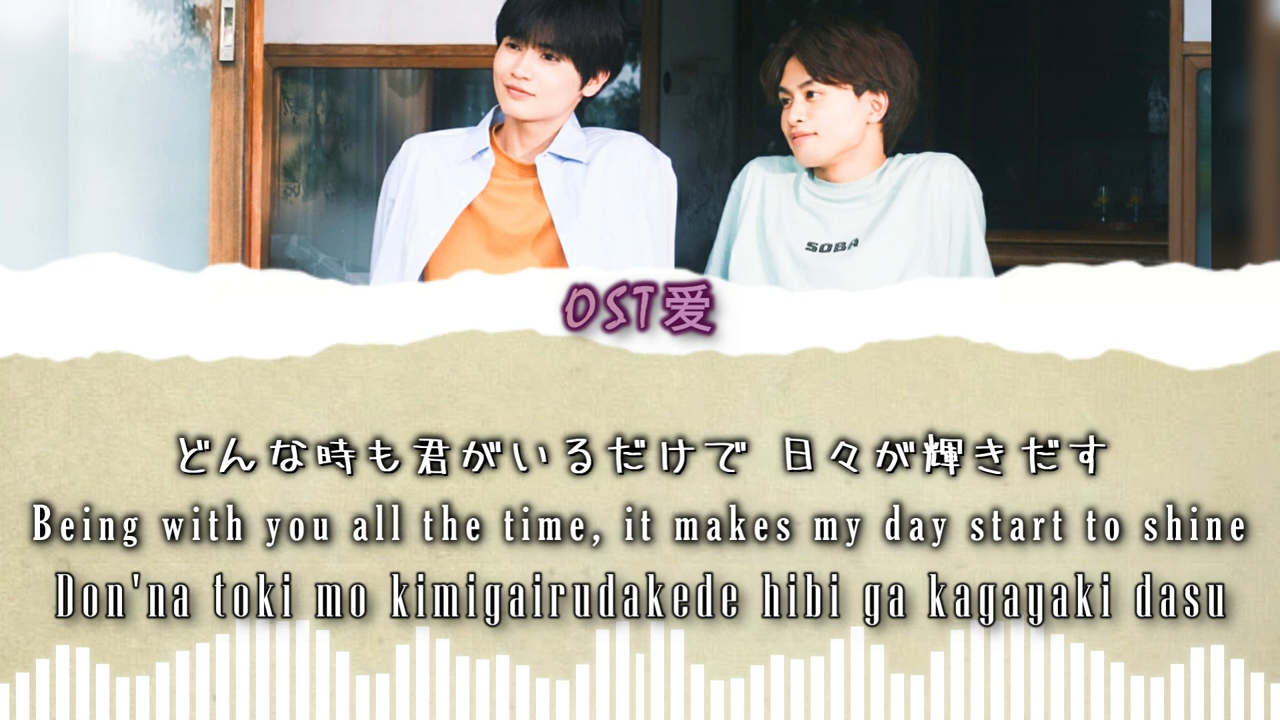 SOBA
OST爱
どんな時も君がいるだけで 日々が輝きだす
Being with you all the time, it makes my day start to shine
Don'na toki mo kimigairudakede hibi ga kagayaki dasu